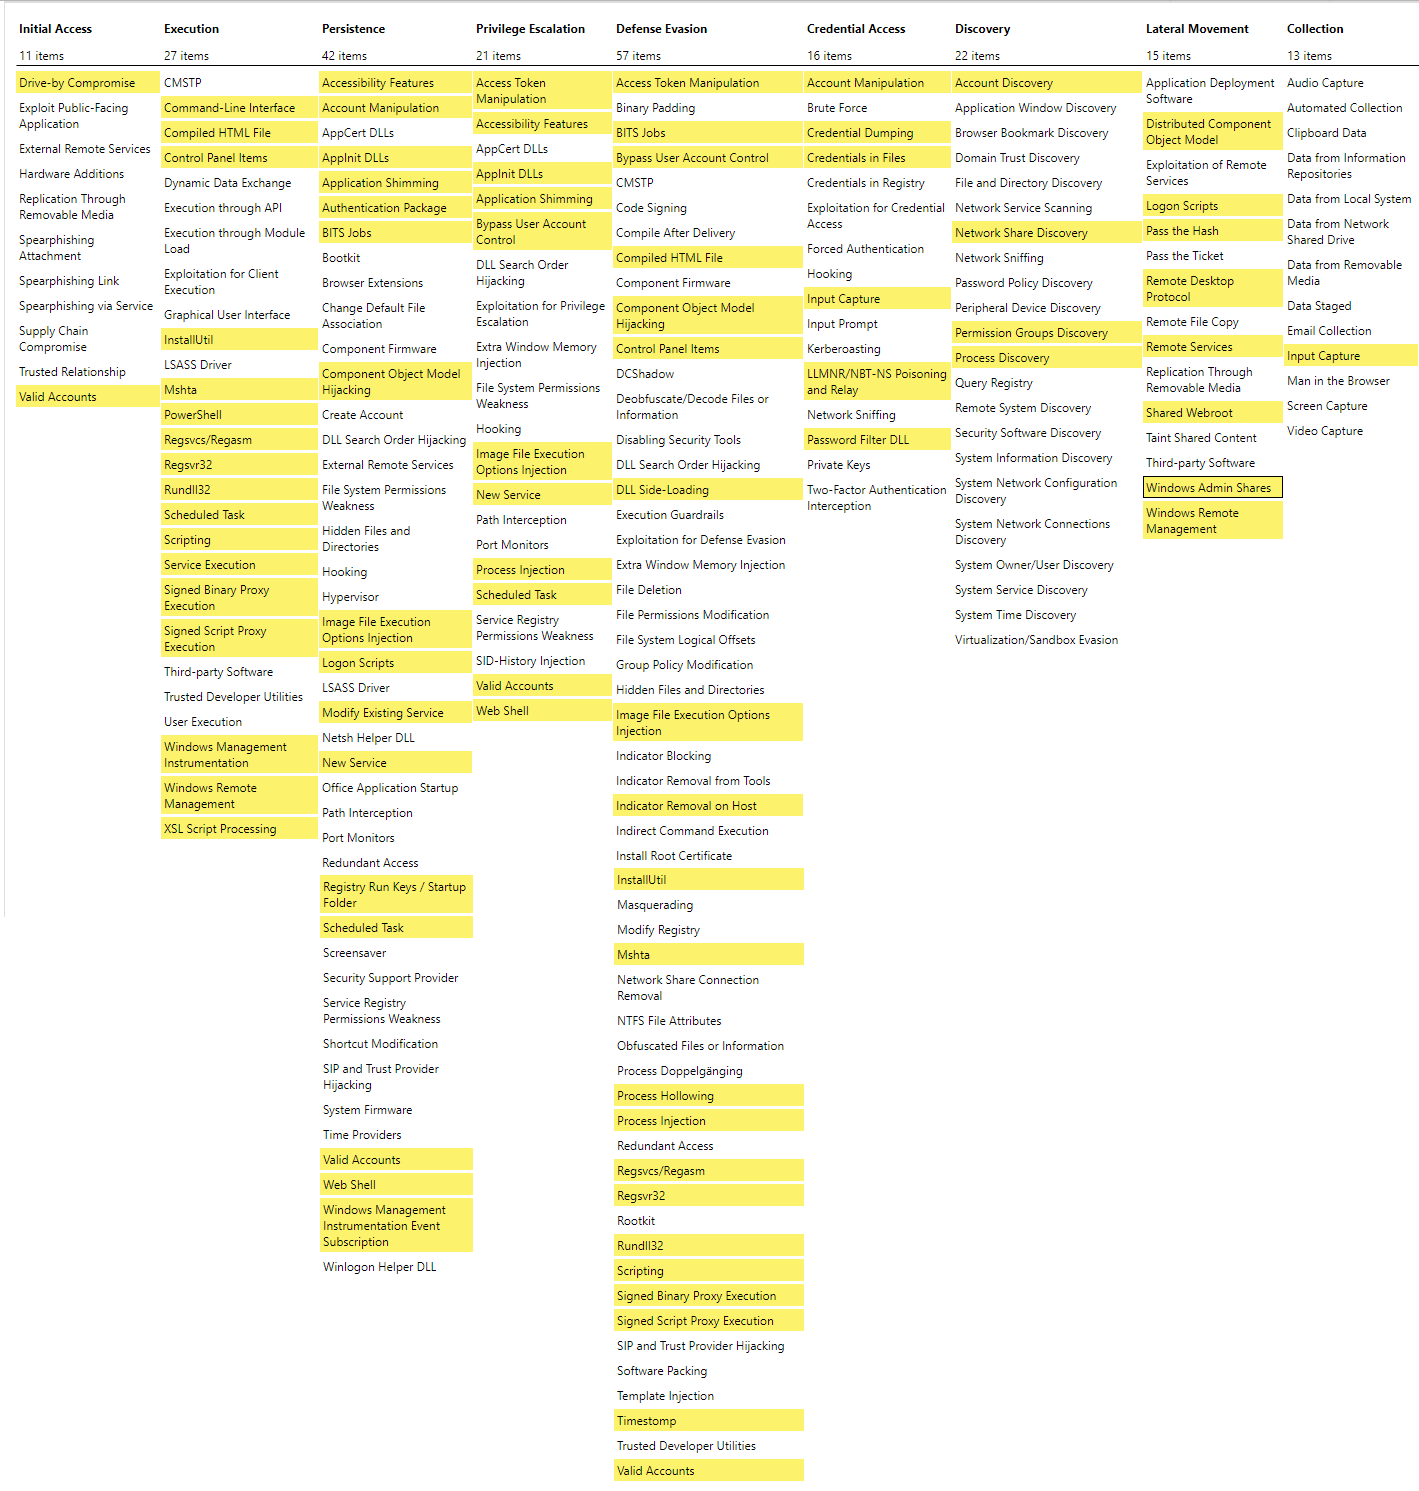 Initial Access
11 items
Drive-by Compromise
Exploit Public-Facing
Application
External Remote Services
Hardware Additions
Replication Through
Removable Media
Spearphishing
Attachment
Spearphishing Link
Spearphishing via Service
Supply Chain
Compromise
Trusted Relationship
Valid Accounts
Execution
27 items
CMSTP
Command-Line Interface
Compiled HTML File
Control Panel Items
Dynamic Data Exchange
Execution through API
Execution through Module
Load
Exploitation for Client
Execution
Graphical User Interface
InstallUtil
LSASS Driver
Mshta
PowerShell
Regsvcs/Regasm
Regsvr32
Rundll32
Scheduled Task
Scripting
Service Execution
Signed Binary Proxy
Execution
Signed Script Proxy
Execution
Third-party Software
Trusted Developer Utilities
User Execution
Windows Management
Instrumentation
Windows Remote
Management
XSL Script Processing
Persistence
42 items
Accessibility Features
Account Manipulation
AppCert DLLs
AppInit DLLs
Application Shimming
Authentication Package
BITS Jobs
Bootkit
Browser Extensions
Change Default File
Association
Component Firmware
Component Object Model
Hijacking
Create Account
DLL Search Order Hijacking
External Remote Services
File System Permissions
Weakness
Hidden Files and
Directories
Hooking
Hypervisor
Image File Execution
Options Injection
Logon Scripts
LSASS Driver
Modify Existing Service
Netsh Helper DLL
New Service
Office Application Startup
Path Interception
Port Monitors
Redundant Access
Registry Run Keys / Startup
Folder
Scheduled Task
Screensaver
Security Support Provider
Service Registry
Permissions Weakness
Shortcut Modification
SIP and Trust Provider
Hijacking
System Firmware
Time Providers
Valid Accounts
Web Shell
Windows Management
Instrumentation Event
Subscription
Winlogon Helper DLL
Privilege Escalation
21 items
Access Token
Manipulation
Accessibility Features
AppCert DLLs
AppInit DLLs
Application Shimming
Bypass User Account
Control
DLL Search Order
Hijacking
Exploitation for Privilege
Escalation
Extra Window Memory
Injection
File System Permissions
Weakness
Hooking
Image File Execution
Options Injection
New Service
Path Interception
Port Monitors
Process Injection
Scheduled Task
Service Registry
Permissions Weakness
SID-History Injection
Valid Accounts
Web Shell
Defense Evasion
57 items
Access Token Manipulation
Binary Padding
BITS Jobs
Bypass User Account Control
CMSTP
Code Signing
Compile After Delivery
Compiled HTML File
Component Firmware
Component Object Model
Hijacking
Control Panel Items
DCShadow
Deobfuscate/Decode Files or
Information
Disabling Security Tools
DLL Search Order Hijacking
DLL Side-Loading
Execution Guardrails
Exploitation for Defense Evasion
Extra Window Memory Injection
File Deletion
File Permissions Modification
File System Logical Offsets
Group Policy Modification
Hidden Files and Directories
Image File Execution Options
Injection
Indicator Blocking
Indicator Removal from Tools
Indicator Removal on Host
Indirect Command Execution
Install Root Certificate
InstallUtil
Masquerading
Modify Registry
Mshta
Network Share Connection
Removal
NTFS File Attributes
Obfuscated Files or Information
Process Doppelgänging
Process Hollowing
Process Injection
Redundant Access
Regsvcs/Regasm
Regsvr32
Rootkit
Rundll32
Scripting
Signed Binary Proxy Execution
Signed Script Proxy Execution
SIP and Trust Provider Hijacking
Software Packing
Template Injection
Timestomp
Trusted Developer Utilities
Valid Accounts
Credential Access
16 items
Account Manipulation
Brute Force
Credential Dumping
Credentials in Files
Credentials in Registry
Exploitation for Credential
Access
Forced Authentication
Hooking
Input Capture
Input Prompt
Kerberoasting
LLMNR/NBT-NS Poisoning
and Relay
Network Sniffing
Password Filter DLL
Private Keys
Two-Factor Authentication
Interception
Discovery
22 items
Account Discovery
Application Window Discovery
Browser Bookmark Discovery
Domain Trust Discovery
File and Directory Discovery
Network Service Scanning
Network Share Discovery
Network Sniffing
Password Policy Discovery
Peripheral Device Discovery
Permission Groups Discovery
Process Discovery
Query Registry
Remote System Discovery
Security Software Discovery
System Information Discovery
System Network Configuration
Discovery
System Network Connections
Discovery
System Owner/User Discovery
System Service Discovery
System Time Discovery
Virtualization/Sandbox Evasion
Lateral Movement
15 items
Application Deployment
Software
Distributed Component
Object Model
Exploitation of Remote
Services
Logon Scripts
Pass the Hash
Pass the Ticket
Remote Desktop
Protocol
Remote File Copy
Remote Services
Replication Through
Removable Media
Shared Webroot
Taint Shared Content
Third-party Software
Windows Admin Shares
Windows Remote
Management
Collection
13 items
Audio Capture
Automated Collection
Clipboard Data
Data from Information
Repositories
Data from Local System
Data from Network
Shared Drive
Data from Removable
Media
Data Staged
Email Collection
Input Capture
Man in the Browser
Screen Capture
Video Capture